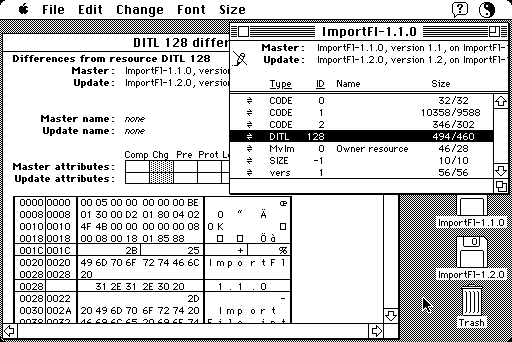 File Edit Change Font Size
DITL 128 differ
Differences from resource DITL 128
Master: ImportFl-1.1.0, version
Update: ImportFl-1.2.0, version
Master name: none
Update name: none
Comp Chg Pre Prot Lo
Master attributes:
Update attributes:
0000 0000 00 05 00 00 00 00 00 BE œ
0008 0008 01 30 00 D2 01 80 04 02 0 “ Ä
0010 0010 4F 4B 00 00 00 00 00 08 O K
0018 0018 00 08 00 18 01 85 88 Ö à
001C 001C 2B 25 + %
0020 0020 49 6D 70 6F 72 74 46 6C I m p o r t F l
0028 0028 20
0028 31 2E 31 2E 30 20 1 . 1 . 0
0028 0022 2D -
0030 002A 20 49 6D 70 6F 72 74 20 I m p o r t
ImportFl-1.1.0
Master: ImportFl-1.1.0, version 1.1, on ImportFl-1
Update: ImportFl-1.2.0, version 1.2, on ImportFl-1
Type ID Name Size
CODE 0 32/32
CODE 1 10358/9588
CODE 2 346/302
DITL 128 494/460
MvIm 0 Owner resource 46/28
SIZE -1 10/10
vers 1 56/56
ImportFl-1.1.0
ImportFl-1.2.0
Trash